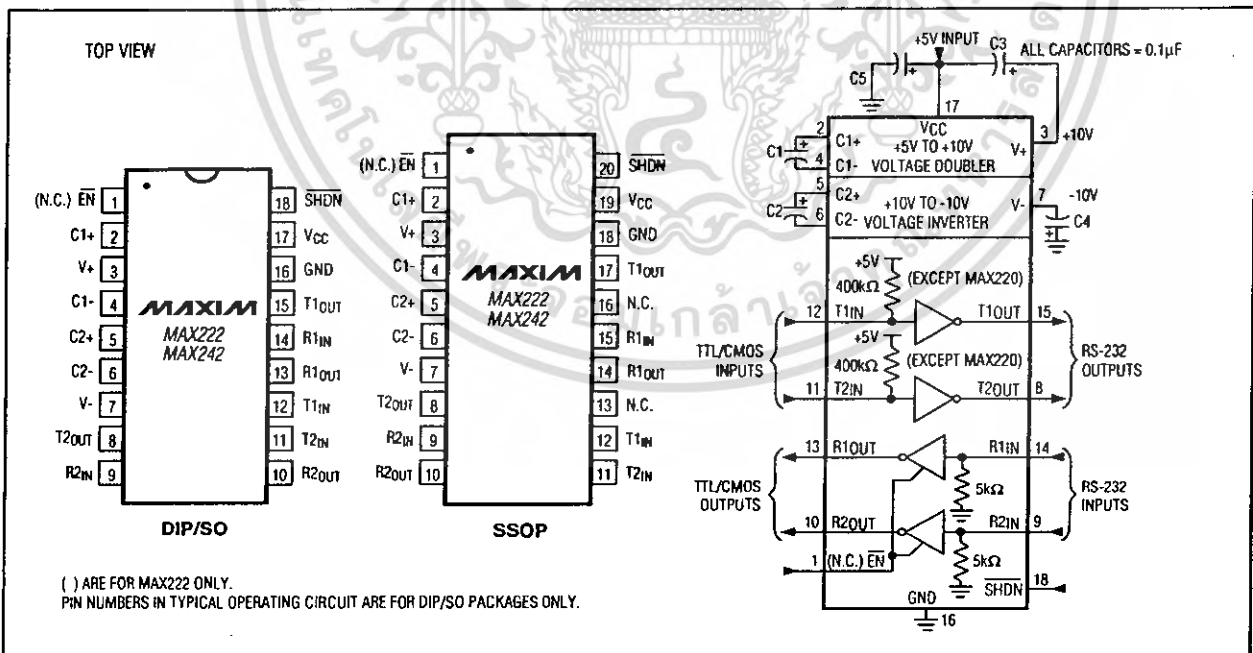 TOP VIEW
(N.C.) EN 1
C1+ 2
V+ 3
C1- 4
C2+ 5
C2- 6
V- 7
T2OUT 8
R2IN 9
18 SHDN
17 VCC
16 GND
15 T1OUT
14 R1IN
13 R1OUT
12 T1IN
11 T2IN
10 R2OUT
MAXIM
MAX222
MAX242
DIP/SO
(N.C.) EN 1
C1+ 2
V+ 3
C1- 4
C2+ 5
C2- 6
V- 7
T2OUT 8
R2IN 9
R2OUT 10
20 SHDN
19 VCC
18 GND
17 T1OUT
16 N.C.
15 R1IN
14 R1OUT
13 N.C.
12 T1IN
11 T2IN
MAXIM
MAX222
MAX242
SSOP
( ) ARE FOR MAX222 ONLY.
PIN NUMBERS IN TYPICAL OPERATING CIRCUIT ARE FOR DIP/SO PACKAGES ONLY.
+5V INPUT
C3
ALL CAPACITORS = 0.1µF
C5
17
VCC
2 C1+ +5V TO +10V V+ 3 +10V
C1
4 C1- VOLTAGE DOUBLER
5 C2+ +10V TO -10V V- 7 -10V
C2
6 C2- VOLTAGE INVERTER
C4
+5V
400kΩ (EXCEPT MAX220)
12 T1IN T1OUT 15
TTL/CMOS INPUTS
RS-232 OUTPUTS
+5V
400kΩ (EXCEPT MAX220)
11 T2IN T2OUT 8
13 R1OUT R1IN 14
TTL/CMOS OUTPUTS
5kΩ
RS-232 INPUTS
10 R2OUT R2IN 9
1 (N.C.) EN
5kΩ
SHDN 18
GND
16